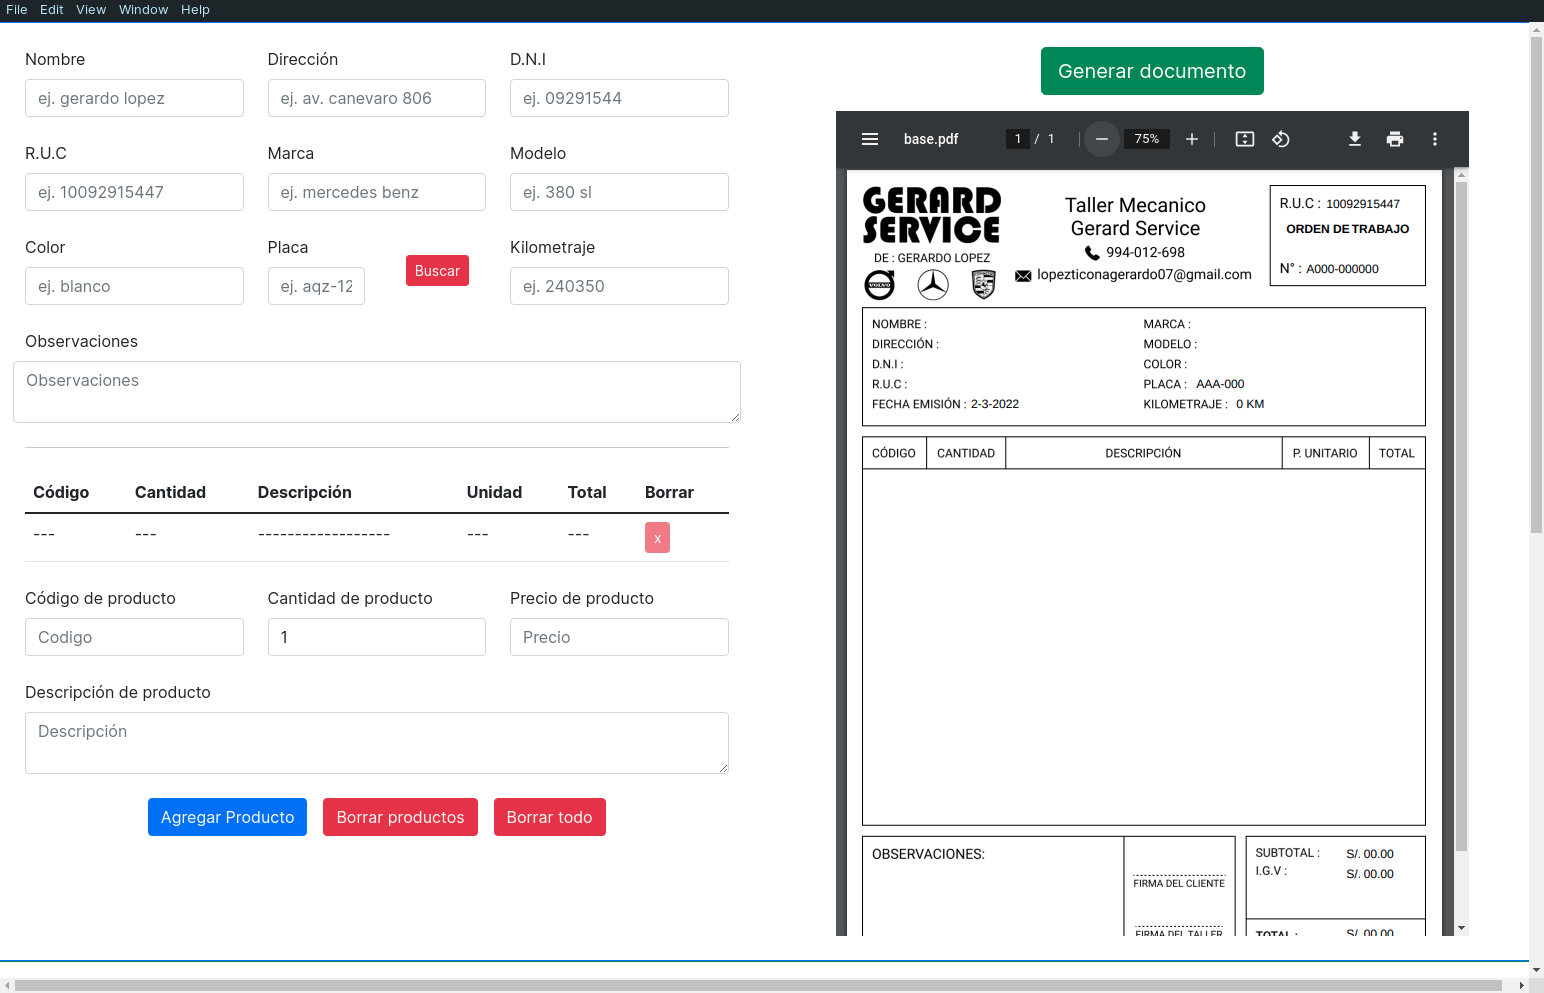 File Edit View Window Help
Nombre Dirección D.N.I
ej. gerardo lopez ej. av. canevaro 806 ej. 09291544
R.U.C Marca Modelo
ej. 10092915447 ej. mercedes benz ej. 380 sl
Color Placa Kilometraje
ej. blanco ej. aqz-12 Buscar ej. 240350
Observaciones
Observaciones
Código Cantidad Descripción Unidad Total Borrar
--- --- ------------------ --- --- x
Código de producto Cantidad de producto Precio de producto
Codigo 1 Precio
Descripción de producto
Descripción
Agregar Producto Borrar productos Borrar todo
Generar documento
base.pdf 1 / 1 75%
GERARD
SERVICE
DE : GERARDO LOPEZ
VOLVO
Taller Mecanico
Gerard Service
994-012-698
lopezticonagerardo07@gmail.com
R.U.C : 10092915447
ORDEN DE TRABAJO
N° : A000-000000
NOMBRE : MARCA :
DIRECCIÓN : MODELO :
D.N.I : COLOR :
R.U.C : PLACA : AAA-000
FECHA EMISIÓN : 2-3-2022 KILOMETRAJE : 0 KM
CÓDIGO CANTIDAD DESCRIPCIÓN P. UNITARIO TOTAL
OBSERVACIONES:
FIRMA DEL CLIENTE
FIRMA DEL TALLER
SUBTOTAL : S/. 00.00
I.G.V : S/. 00.00
TOTAL : S/. 00.00